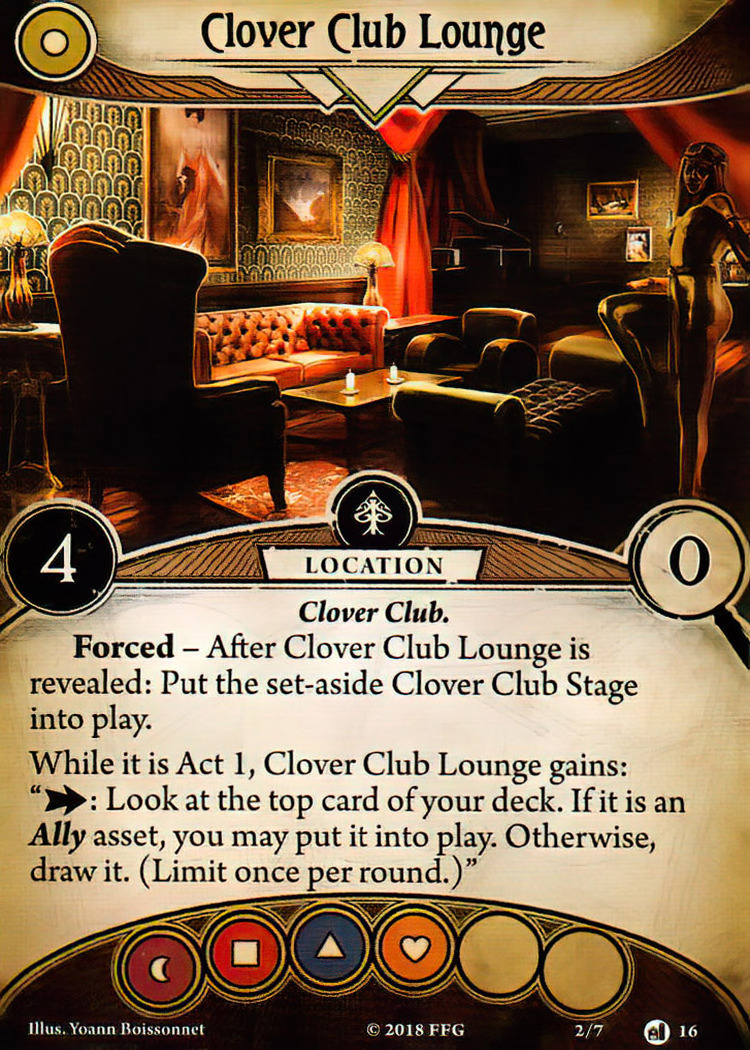 Clover Club Lounge
4
LOCATION
0
Clover Club.
Forced – After Clover Club Lounge is
revealed: Put the set-aside Clover Club Stage
into play.
While it is Act 1, Clover Club Lounge gains:
“: Look at the top card of your deck. If it is an
Ally asset, you may put it into play. Otherwise,
draw it. (Limit once per round.)”
Illus. Yoann Boissonnet
© 2018 FFG
2/7
16